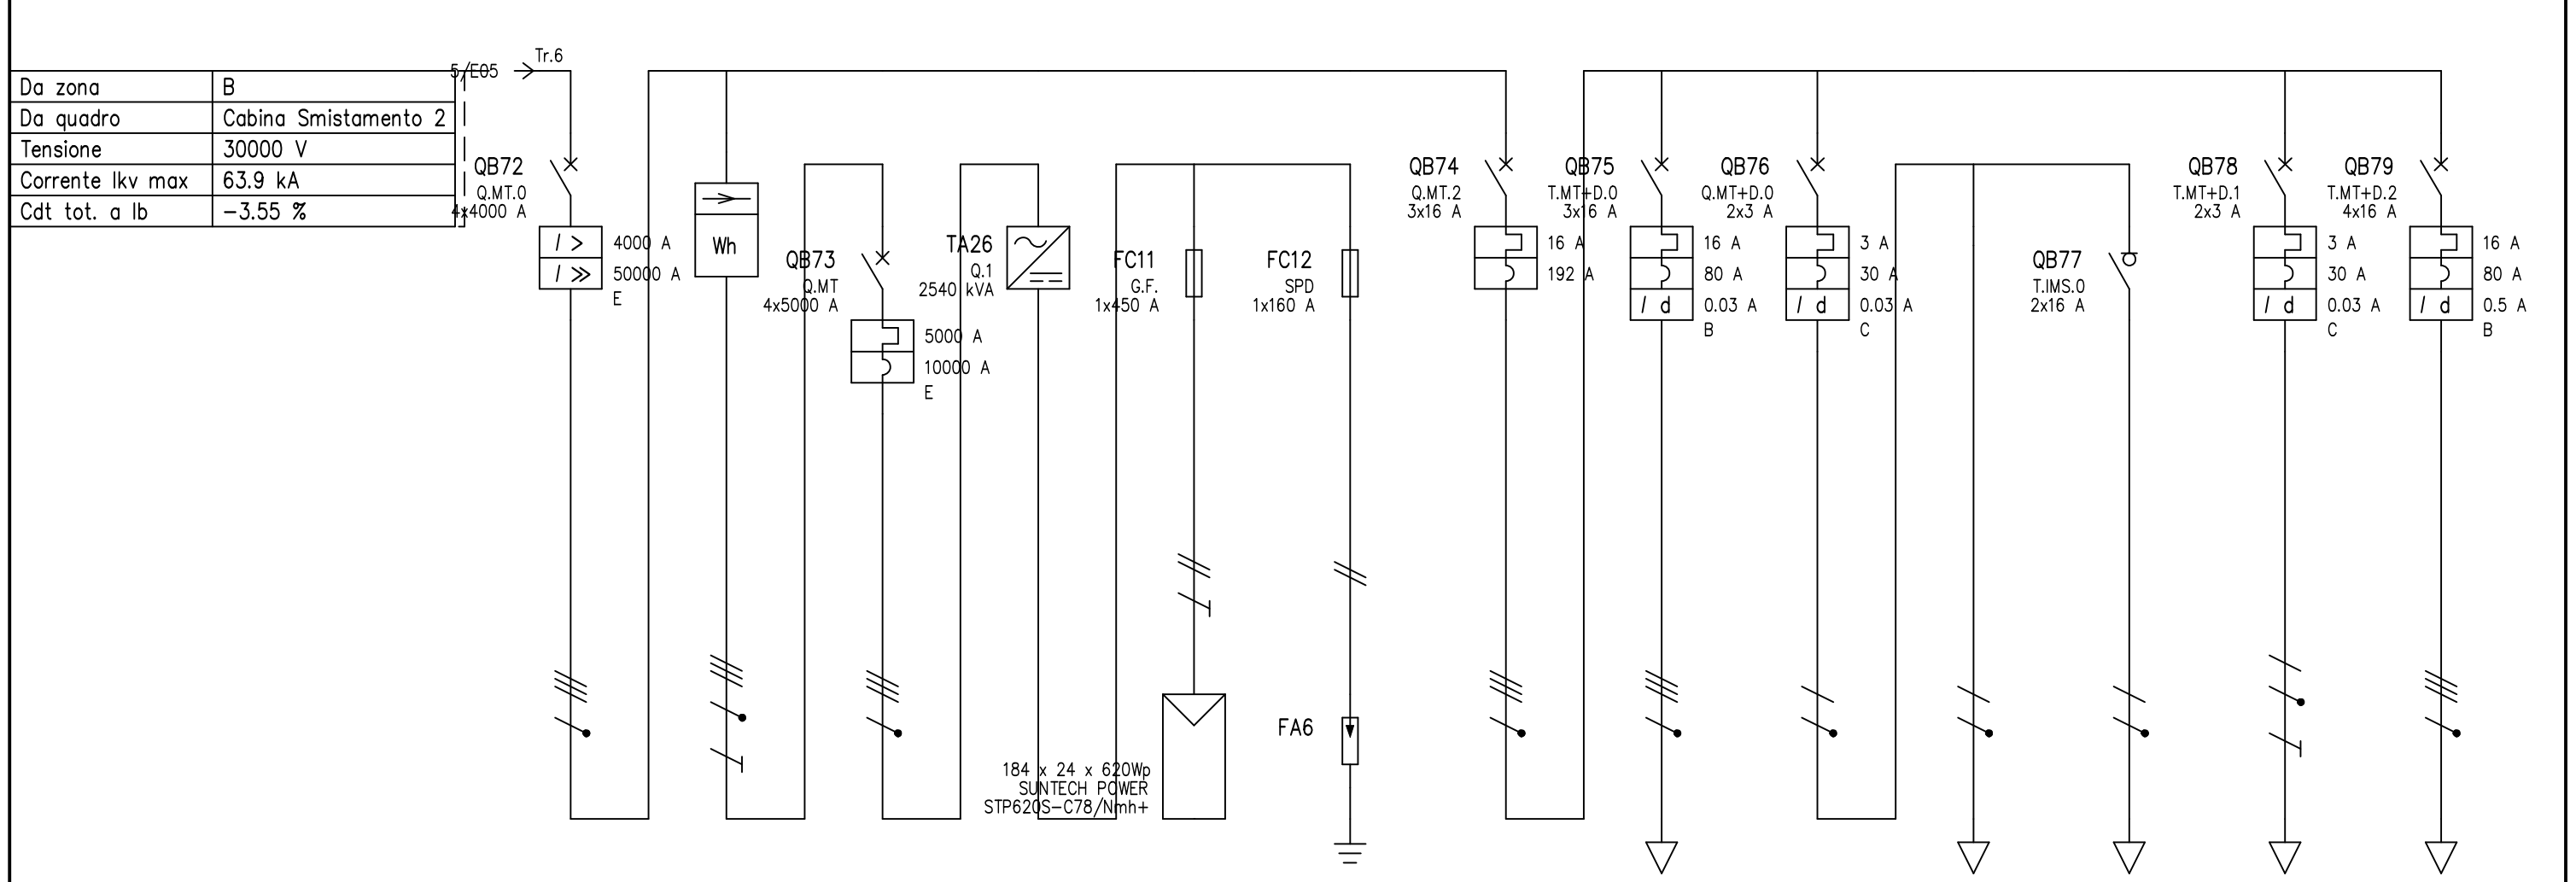 5/E05
Tr.6
Da zona B
Da quadro Cabina Smistamento 2
Tensione 30000 V
Corrente Ikv max 63.9 kA
Cdt tot. a Ib -3.55 %
QB72
Q.MT.0
4x4000 A
I >
4000 A
I ≫
50000 A
E
Wh
QB73
Q.MT
4x5000 A
5000 A
10000 A
E
TA26
Q.1
2540 kVA
FC11
G.F.
1x450 A
184 x 24 x 620Wp
SUNTECH POWER
STP620S-C78/Nmh+
FC12
SPD
1x160 A
FA6
QB74
Q.MT.2
3x16 A
16 A
192 A
QB75
T.MT+D.0
3x16 A
16 A
80 A
I d
0.03 A
B
QB76
Q.MT+D.0
2x3 A
3 A
30 A
I d
0.03 A
C
QB77
T.IMS.0
2x16 A
QB78
T.MT+D.1
2x3 A
3 A
30 A
I d
0.03 A
C
QB79
T.MT+D.2
4x16 A
16 A
80 A
I d
0.5 A
B